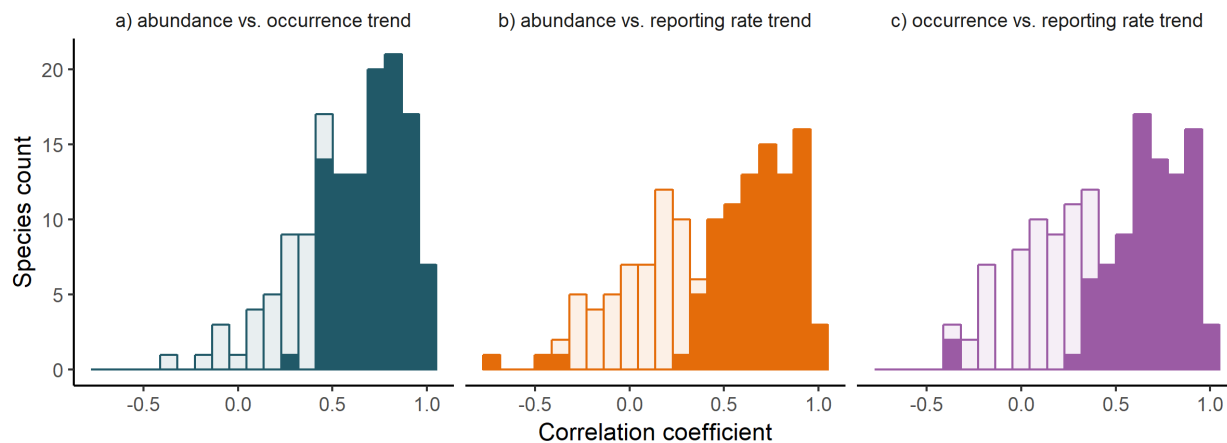 a) abundance vs. occurrence trend
b) abundance vs. reporting rate trend
c) occurrence vs. reporting rate trend
Species count
20
15
10
5
0
-0.5 0.0 0.5 1.0
-0.5 0.0 0.5 1.0
-0.5 0.0 0.5 1.0
Correlation coefficient